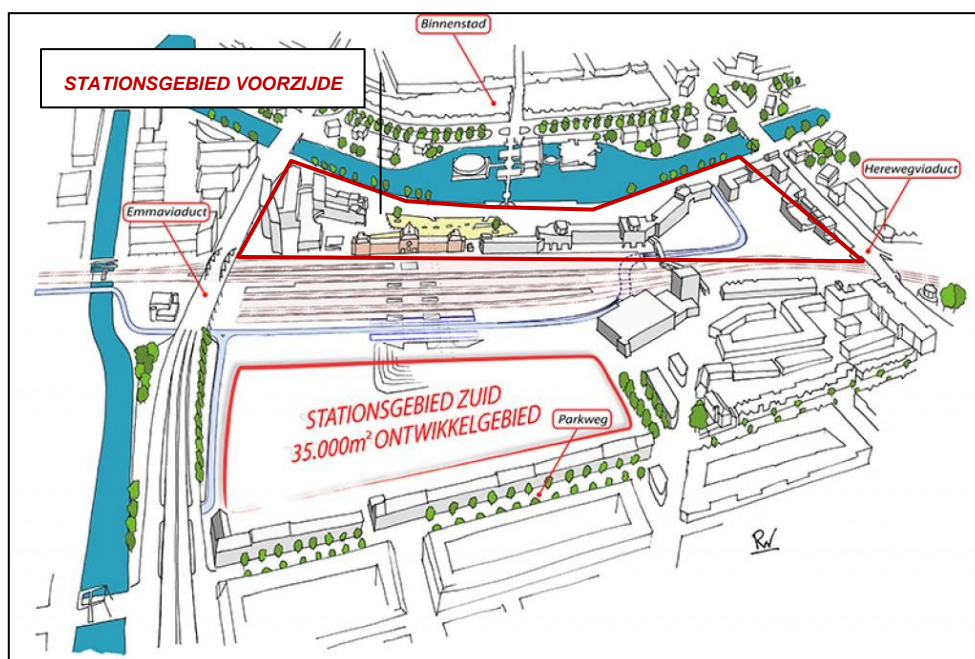 Binnenstad
STATIONSGEBIED VOORZIJDE
Herewegviaduct
Emmaviaduct
STATIONSGEBIED ZUID
35.000m² ONTWIKKELGEBIED
Parkweg
RW